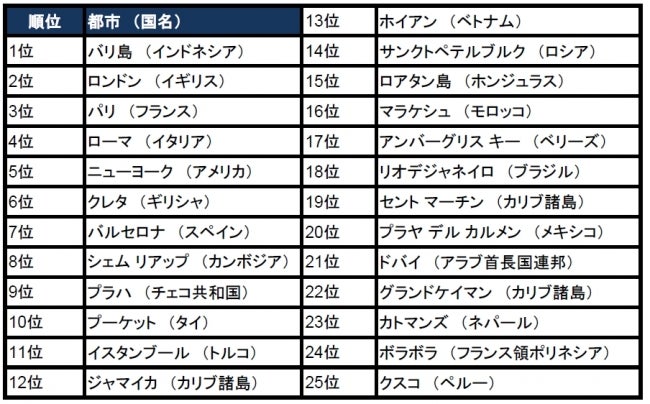 順位 都市（国名）
1位 バリ島（インドネシア）
2位 ロンドン（イギリス）
3位 パリ（フランス）
4位 ローマ（イタリア）
5位 ニューヨーク（アメリカ）
6位 クレタ（ギリシャ）
7位 バルセロナ（スペイン）
8位 シェム リアップ（カンボジア）
9位 プラハ（チェコ共和国）
10位 プーケット（タイ）
11位 イスタンブール（トルコ）
12位 ジャマイカ（カリブ諸島）
13位 ホイアン（ベトナム）
14位 サンクトペテルブルク（ロシア）
15位 ロアタン島（ホンジュラス）
16位 マラケシュ（モロッコ）
17位 アンバーグリス キー（ベリーズ）
18位 リオデジャネイロ（ブラジル）
19位 セント マーチン（カリブ諸島）
20位 プラヤ デル カルメン（メキシコ）
21位 ドバイ（アラブ首長国連邦）
22位 グランドケイマン（カリブ諸島）
23位 カトマンズ（ネパール）
24位 ボラボラ（フランス領ポリネシア）
25位 クスコ（ペルー）